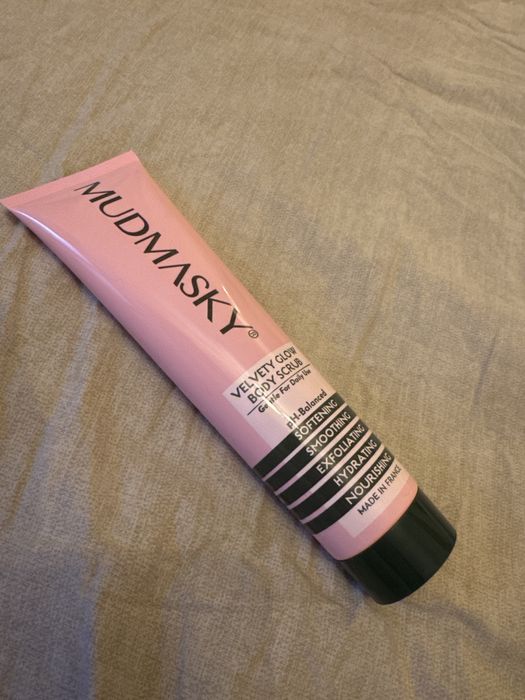 MUDMASKY®
VELVETY GLOW
BODY SCRUB
Gentle For Daily Use
PH-Balanced
SOFTENING
SMOOTHING
EXFOLIATING
HYDRATING
NOURISHING
MADE IN FRANCE